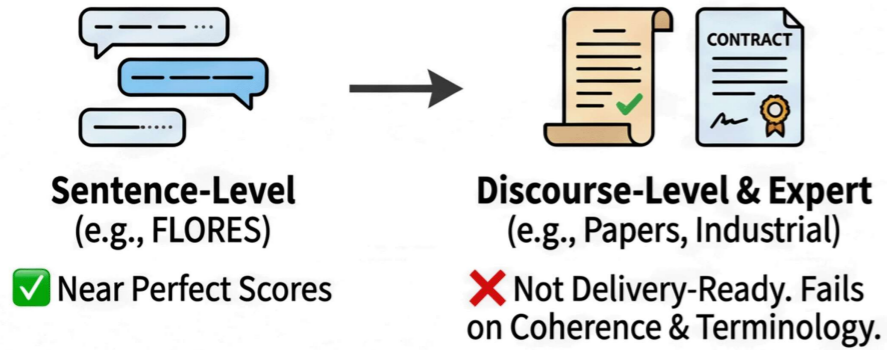 CONTRACT
Sentence-Level
(e.g., FLORES)
✅ Near Perfect Scores
Discourse-Level & Expert
(e.g., Papers, Industrial)
❌ Not Delivery-Ready. Fails
on Coherence & Terminology.